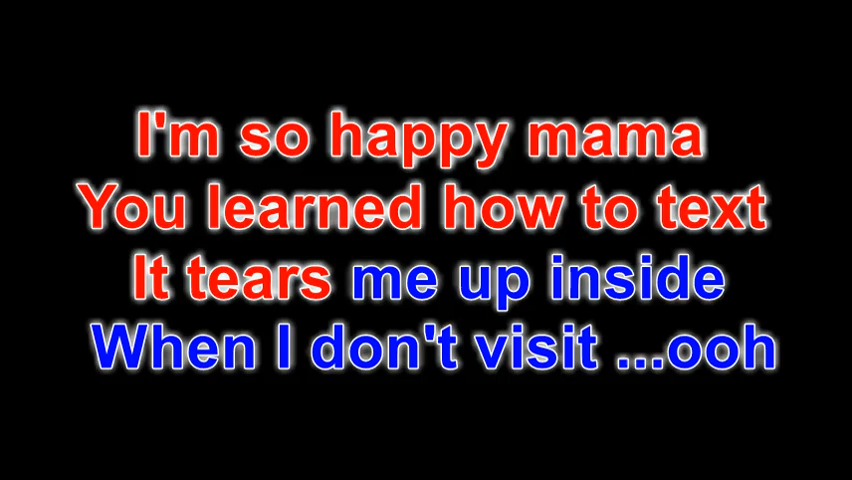 I'm so happy mama
You learned how to text
It tears me up inside
When I don't visit ...ooh